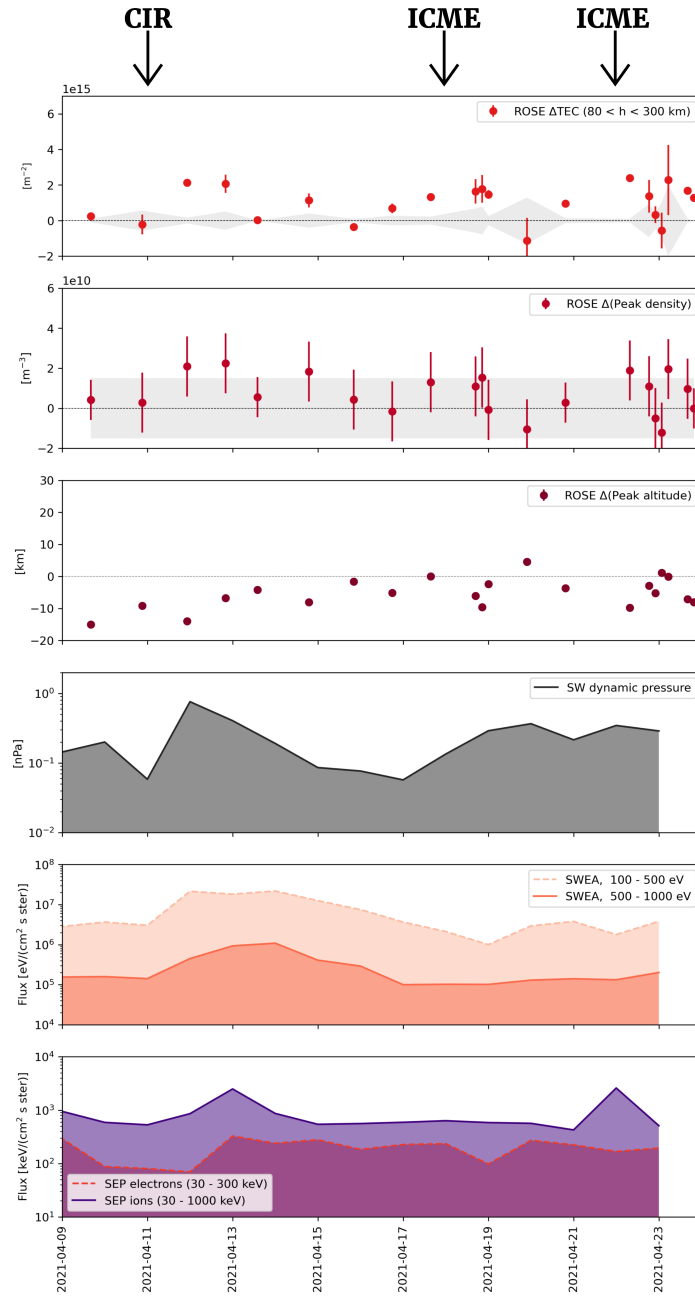 CIR ICME ICME
1e15
ROSE ΔTEC (80 < h < 300 km)
[m⁻²]
6
4
2
0
−2
1e10
ROSE Δ(Peak density)
[m⁻³]
6
4
2
0
−2
ROSE Δ(Peak altitude)
[km]
30
20
10
0
−10
−20
SW dynamic pressure
[nPa]
10⁰
10⁻¹
10⁻²
SWEA, 100 - 500 eV
SWEA, 500 - 1000 eV
Flux [eV/(cm² s ster)]
10⁸
10⁷
10⁶
10⁵
10⁴
Flux [keV/(cm² s ster)]
10⁴
10³
10²
10¹
SEP electrons (30 - 300 keV)
SEP ions (30 - 1000 keV)
2021-04-09
2021-04-11
2021-04-13
2021-04-15
2021-04-17
2021-04-19
2021-04-21
2021-04-23